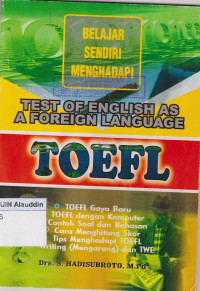 BELAJAR
SENDIRI
MENGHADAPI
TEST OF ENGLISH AS
A FOREIGN LANGUAGE
TOEFL
TOEFL Gaya Baru
TOEFL dengan Komputer
Contoh Soal dan Bahasan
Cara Menghitung Skor
Tips Menghadapi TOEFL
Writing (Mengarang) dan TWE
UIN Alauddin
Drs. S. HADISUBROTO, M.Pd